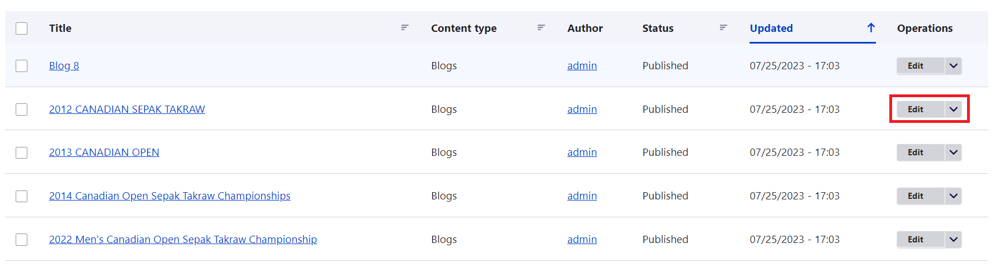 Title Content type Author Status Updated Operations
Blog 8 Blogs admin Published 07/25/2023 - 17:03 Edit
2012 CANADIAN SEPAK TAKRAW Blogs admin Published 07/25/2023 - 17:03 Edit
2013 CANADIAN OPEN Blogs admin Published 07/25/2023 - 17:03 Edit
2014 Canadian Open Sepak Takraw Championships Blogs admin Published 07/25/2023 - 17:03 Edit
2022 Men's Canadian Open Sepak Takraw Championship Blogs admin Published 07/25/2023 - 17:03 Edit